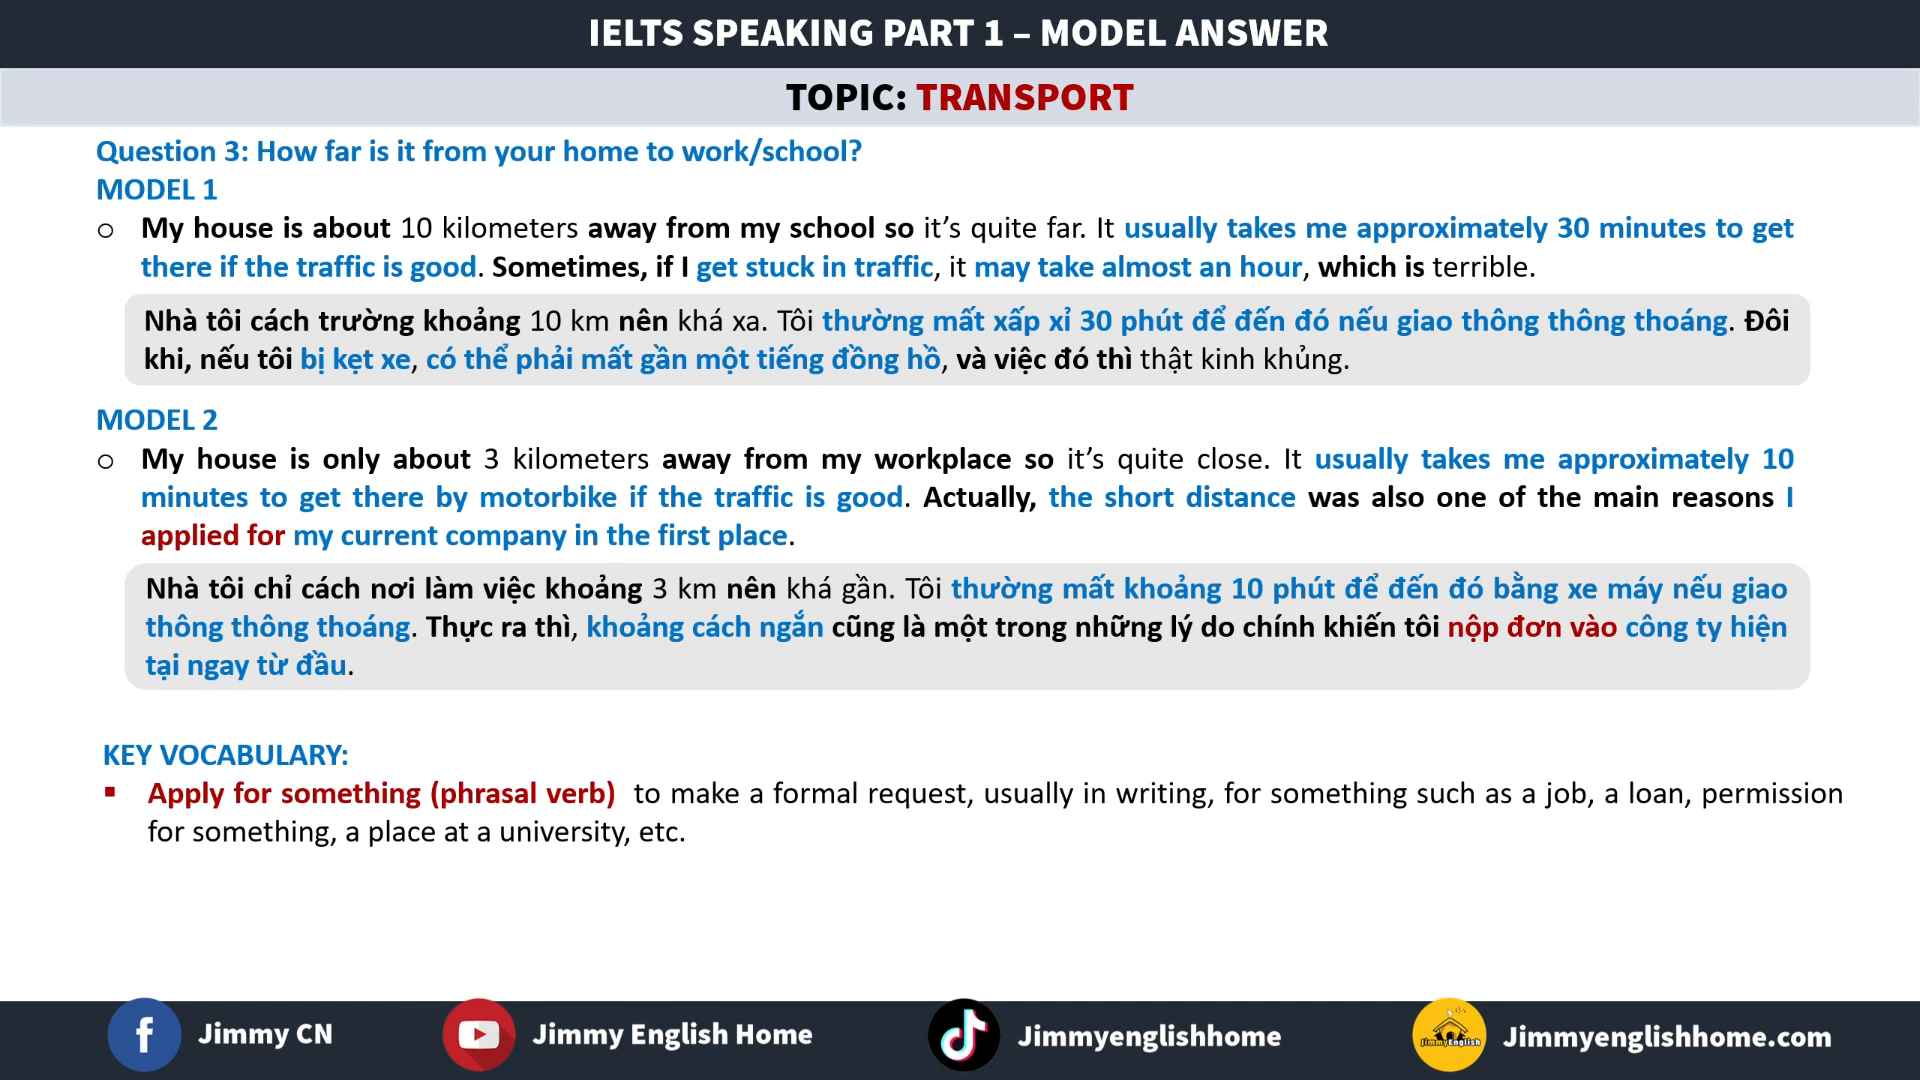 IELTS SPEAKING PART 1 – MODEL ANSWER
TOPIC: TRANSPORT
Question 3: How far is it from your home to work/school?
MODEL 1
o My house is about 10 kilometers away from my school so it’s quite far. It usually takes me approximately 30 minutes to get
there if the traffic is good. Sometimes, if I get stuck in traffic, it may take almost an hour, which is terrible.
Nhà tôi cách trường khoảng 10 km nên khá xa. Tôi thường mất xấp xỉ 30 phút để đến đó nếu giao thông thông thoáng. Đôi
khi, nếu tôi bị kẹt xe, có thể phải mất gần một tiếng đồng hồ, và việc đó thì thật kinh khủng.
MODEL 2
o My house is only about 3 kilometers away from my workplace so it’s quite close. It usually takes me approximately 10
minutes to get there by motorbike if the traffic is good. Actually, the short distance was also one of the main reasons I
applied for my current company in the first place.
Nhà tôi chỉ cách nơi làm việc khoảng 3 km nên khá gần. Tôi thường mất khoảng 10 phút để đến đó bằng xe máy nếu giao
thông thông thoáng. Thực ra thì, khoảng cách ngắn cũng là một trong những lý do chính khiến tôi nộp đơn vào công ty hiện
tại ngay từ đầu.
KEY VOCABULARY:
▪ Apply for something (phrasal verb) to make a formal request, usually in writing, for something such as a job, a loan, permission
for something, a place at a university, etc.
Jimmy CN
Jimmy English Home
Jimmyenglishhome
JimmyEnglish
Jimmyenglishhome.com